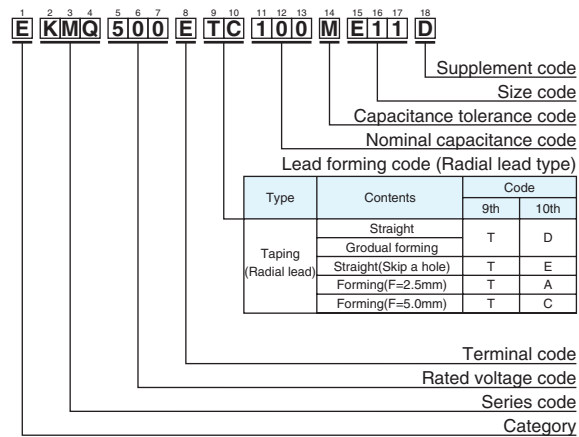 1 2 3 4 5 6 7 8 9 10 11 12 13 14 15 16 17 18
E KMQ 500 E TC 100 M E11 D
Supplement code
Size code
Capacitance tolerance code
Nominal capacitance code
Lead forming code (Radial lead type)
Type Contents Code
9th 10th
Taping
(Radial lead)
Straight T D
Grodual forming
Straight(Skip a hole) T E
Forming(F=2.5mm) T A
Forming(F=5.0mm) T C
Terminal code
Rated voltage code
Series code
Category